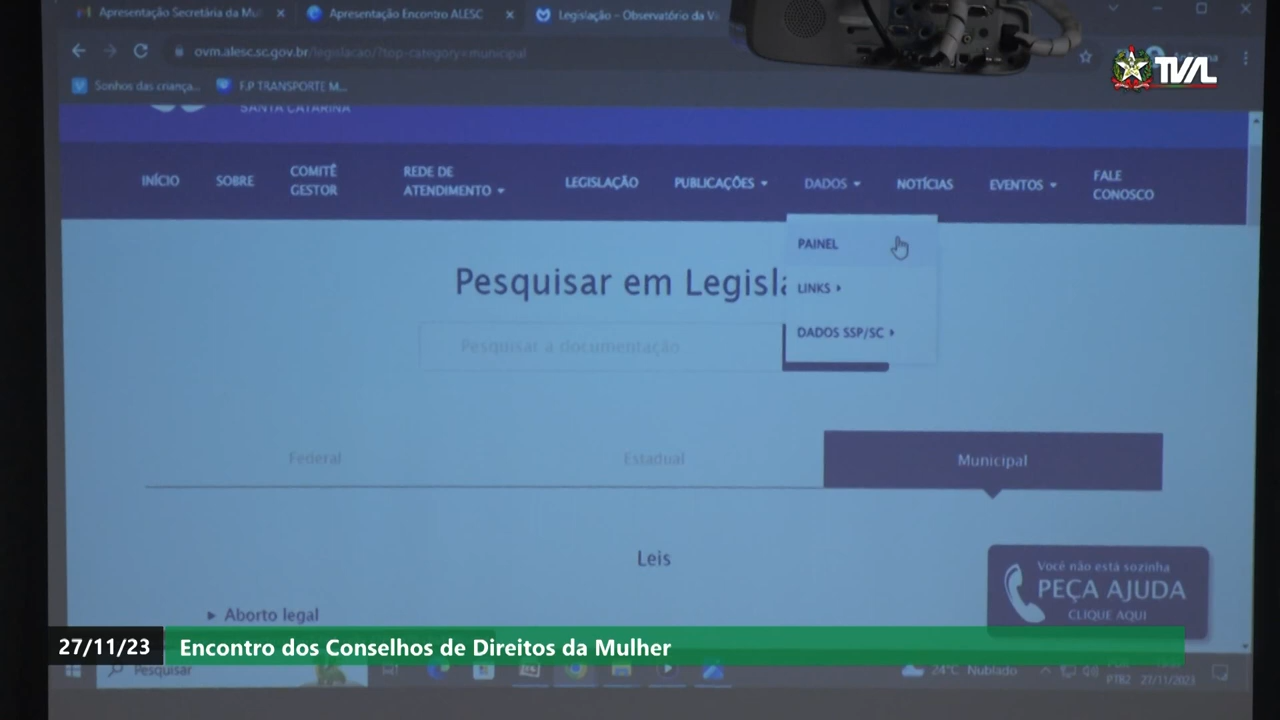 Apresentação Secretária da Mul
Apresentação Encontro ALESC
Legislação – Observatório da Vi
ovm.alesc.sc.gov.br/legislacao/?top-category=municipal
Sonhos das criança...
F.P TRANSPORTE M...
TVAL
SANTA CATARINA
INÍCIO
SOBRE
COMITÊ
GESTOR
REDE DE
ATENDIMENTO
LEGISLAÇÃO
PUBLICAÇÕES
DADOS
NOTÍCIAS
EVENTOS
FALE
CONOSCO
PAINEL
LINKS
DADOS SSP/SC
Pesquisar em Legisla
Pesquisar a documentação
Federal
Estadual
Municipal
Leis
Aborto legal
Você não está sozinha
PEÇA AJUDA
CLIQUE AQUI
27/11/23
Encontro dos Conselhos de Direitos da Mulher
Pesquisar
24°C Nublado
PTB2
27/11/2023